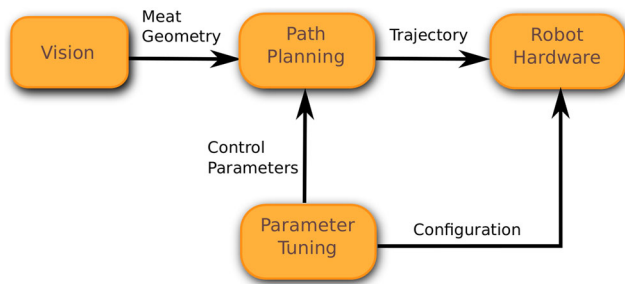 Meat
Geometry
Vision
Path
Planning
Trajectory
Robot
Hardware
Control
Parameters
Parameter
Tuning
Configuration